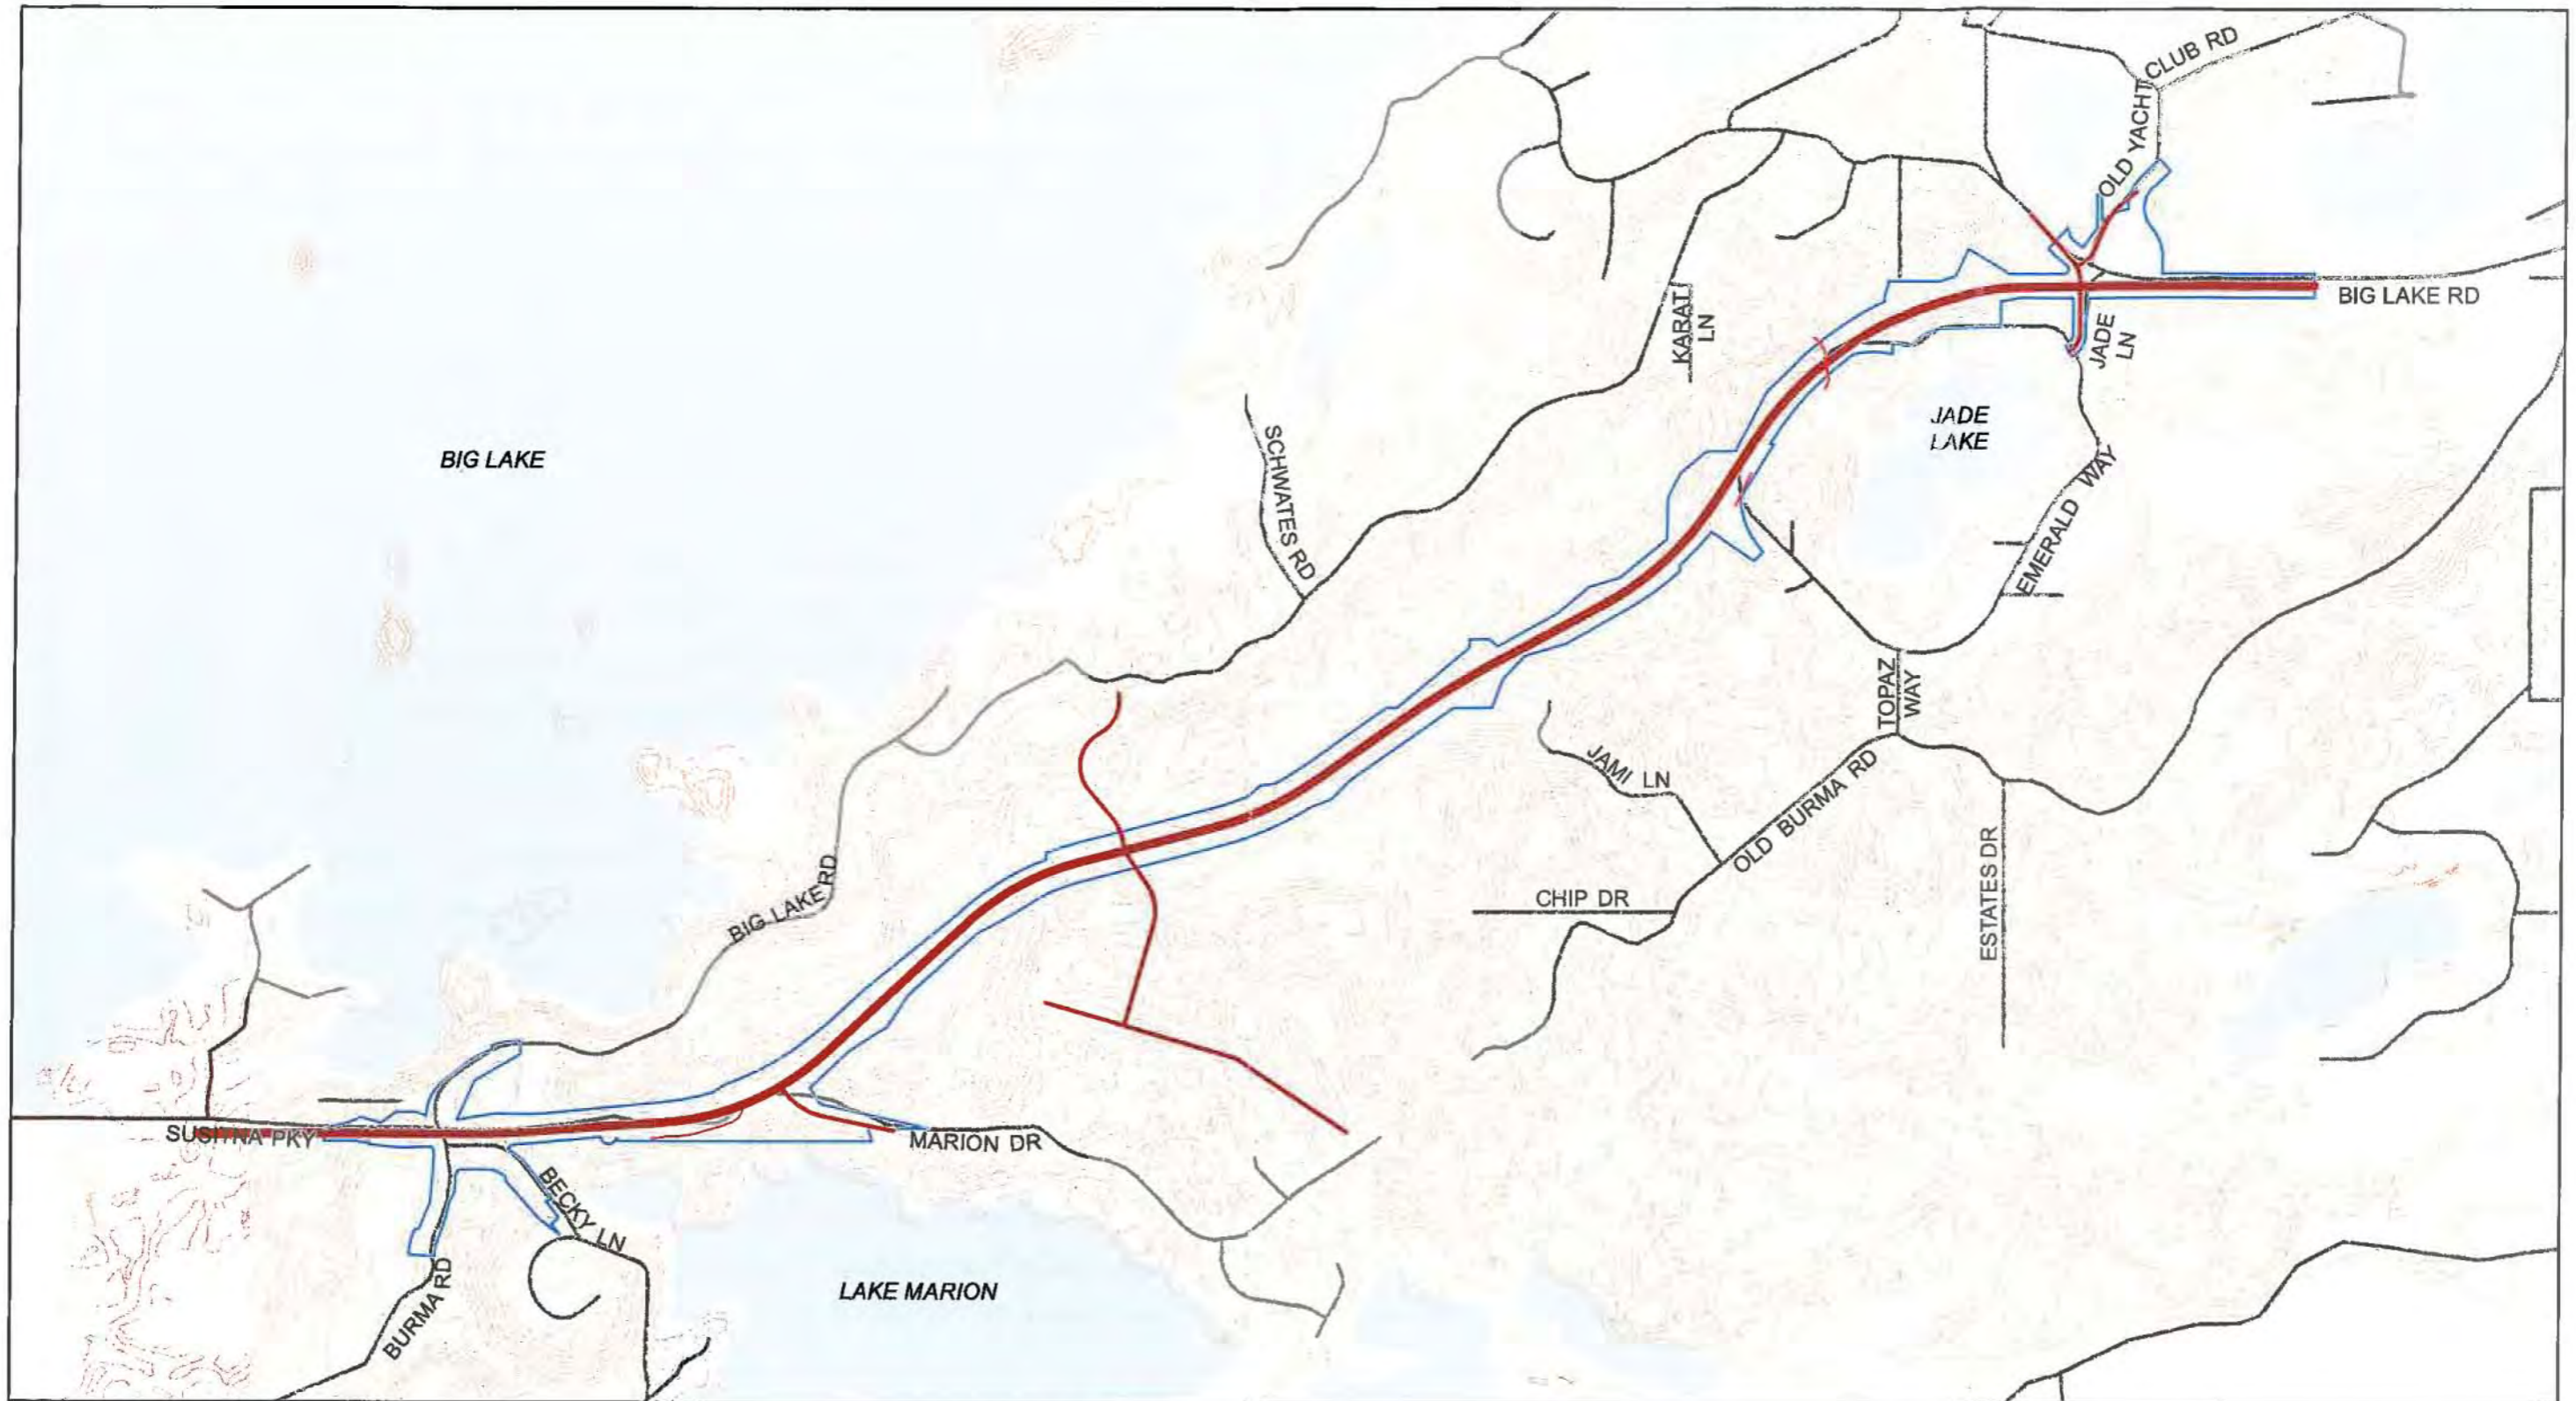 CLUB RD
OLD YACHT
BIG LAKE RD
KARAT
LN
JADE
LN
JADE
LAKE
BIG LAKE
SCHWATES RD
EMERALD WAY
TOPAZ
WAY
JAMI LN
OLD BURMA RD
ESTATES DR
CHIP DR
BIG LAKE RD
SUSITNA PKY
MARION DR
BECKY LN
BURMA RD
LAKE MARION